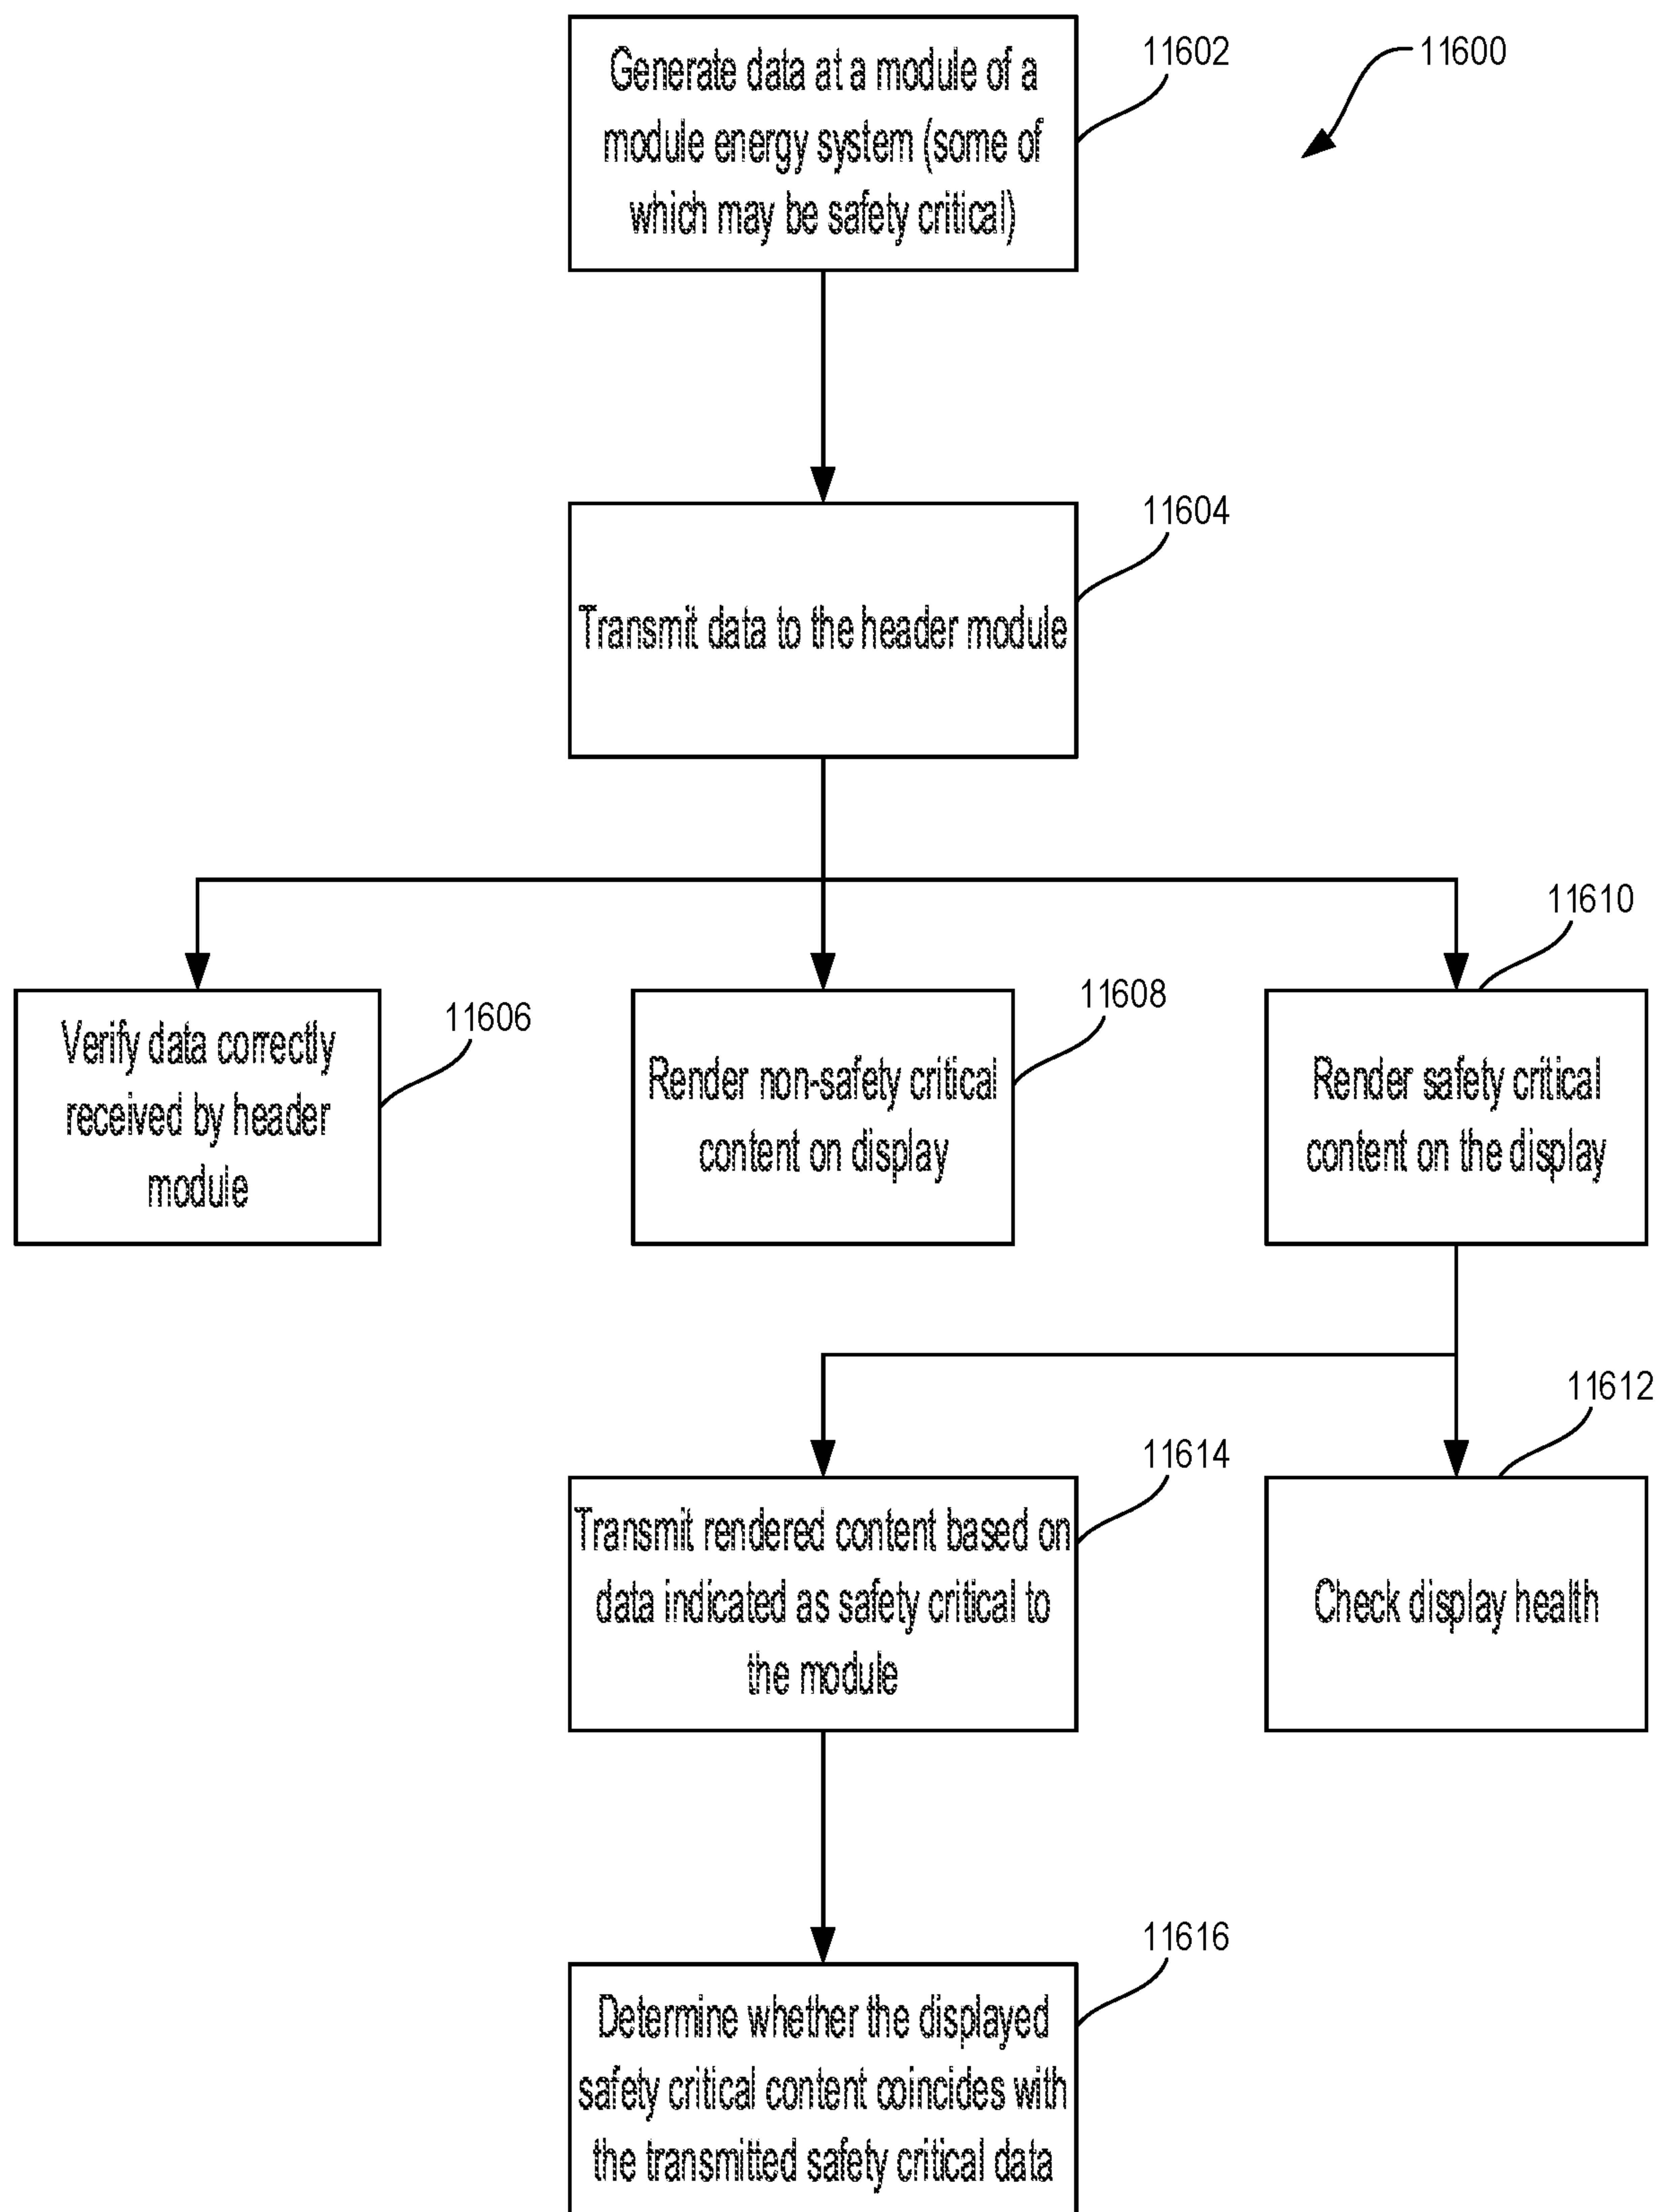 Generate data at a module of a
module energy system (some of
which may be safety critical)
11602
11600
Transmit data to the header module
11604
Verify data correctly
received by header
module
11606
Render non-safety critical
content on display
11608
Render safety critical
content on the display
11610
Transmit rendered content based on
data indicated as safety critical to
the module
11614
Check display health
11612
Determine whether the displayed
safety critical content coincides with
the transmitted safety critical data
11616